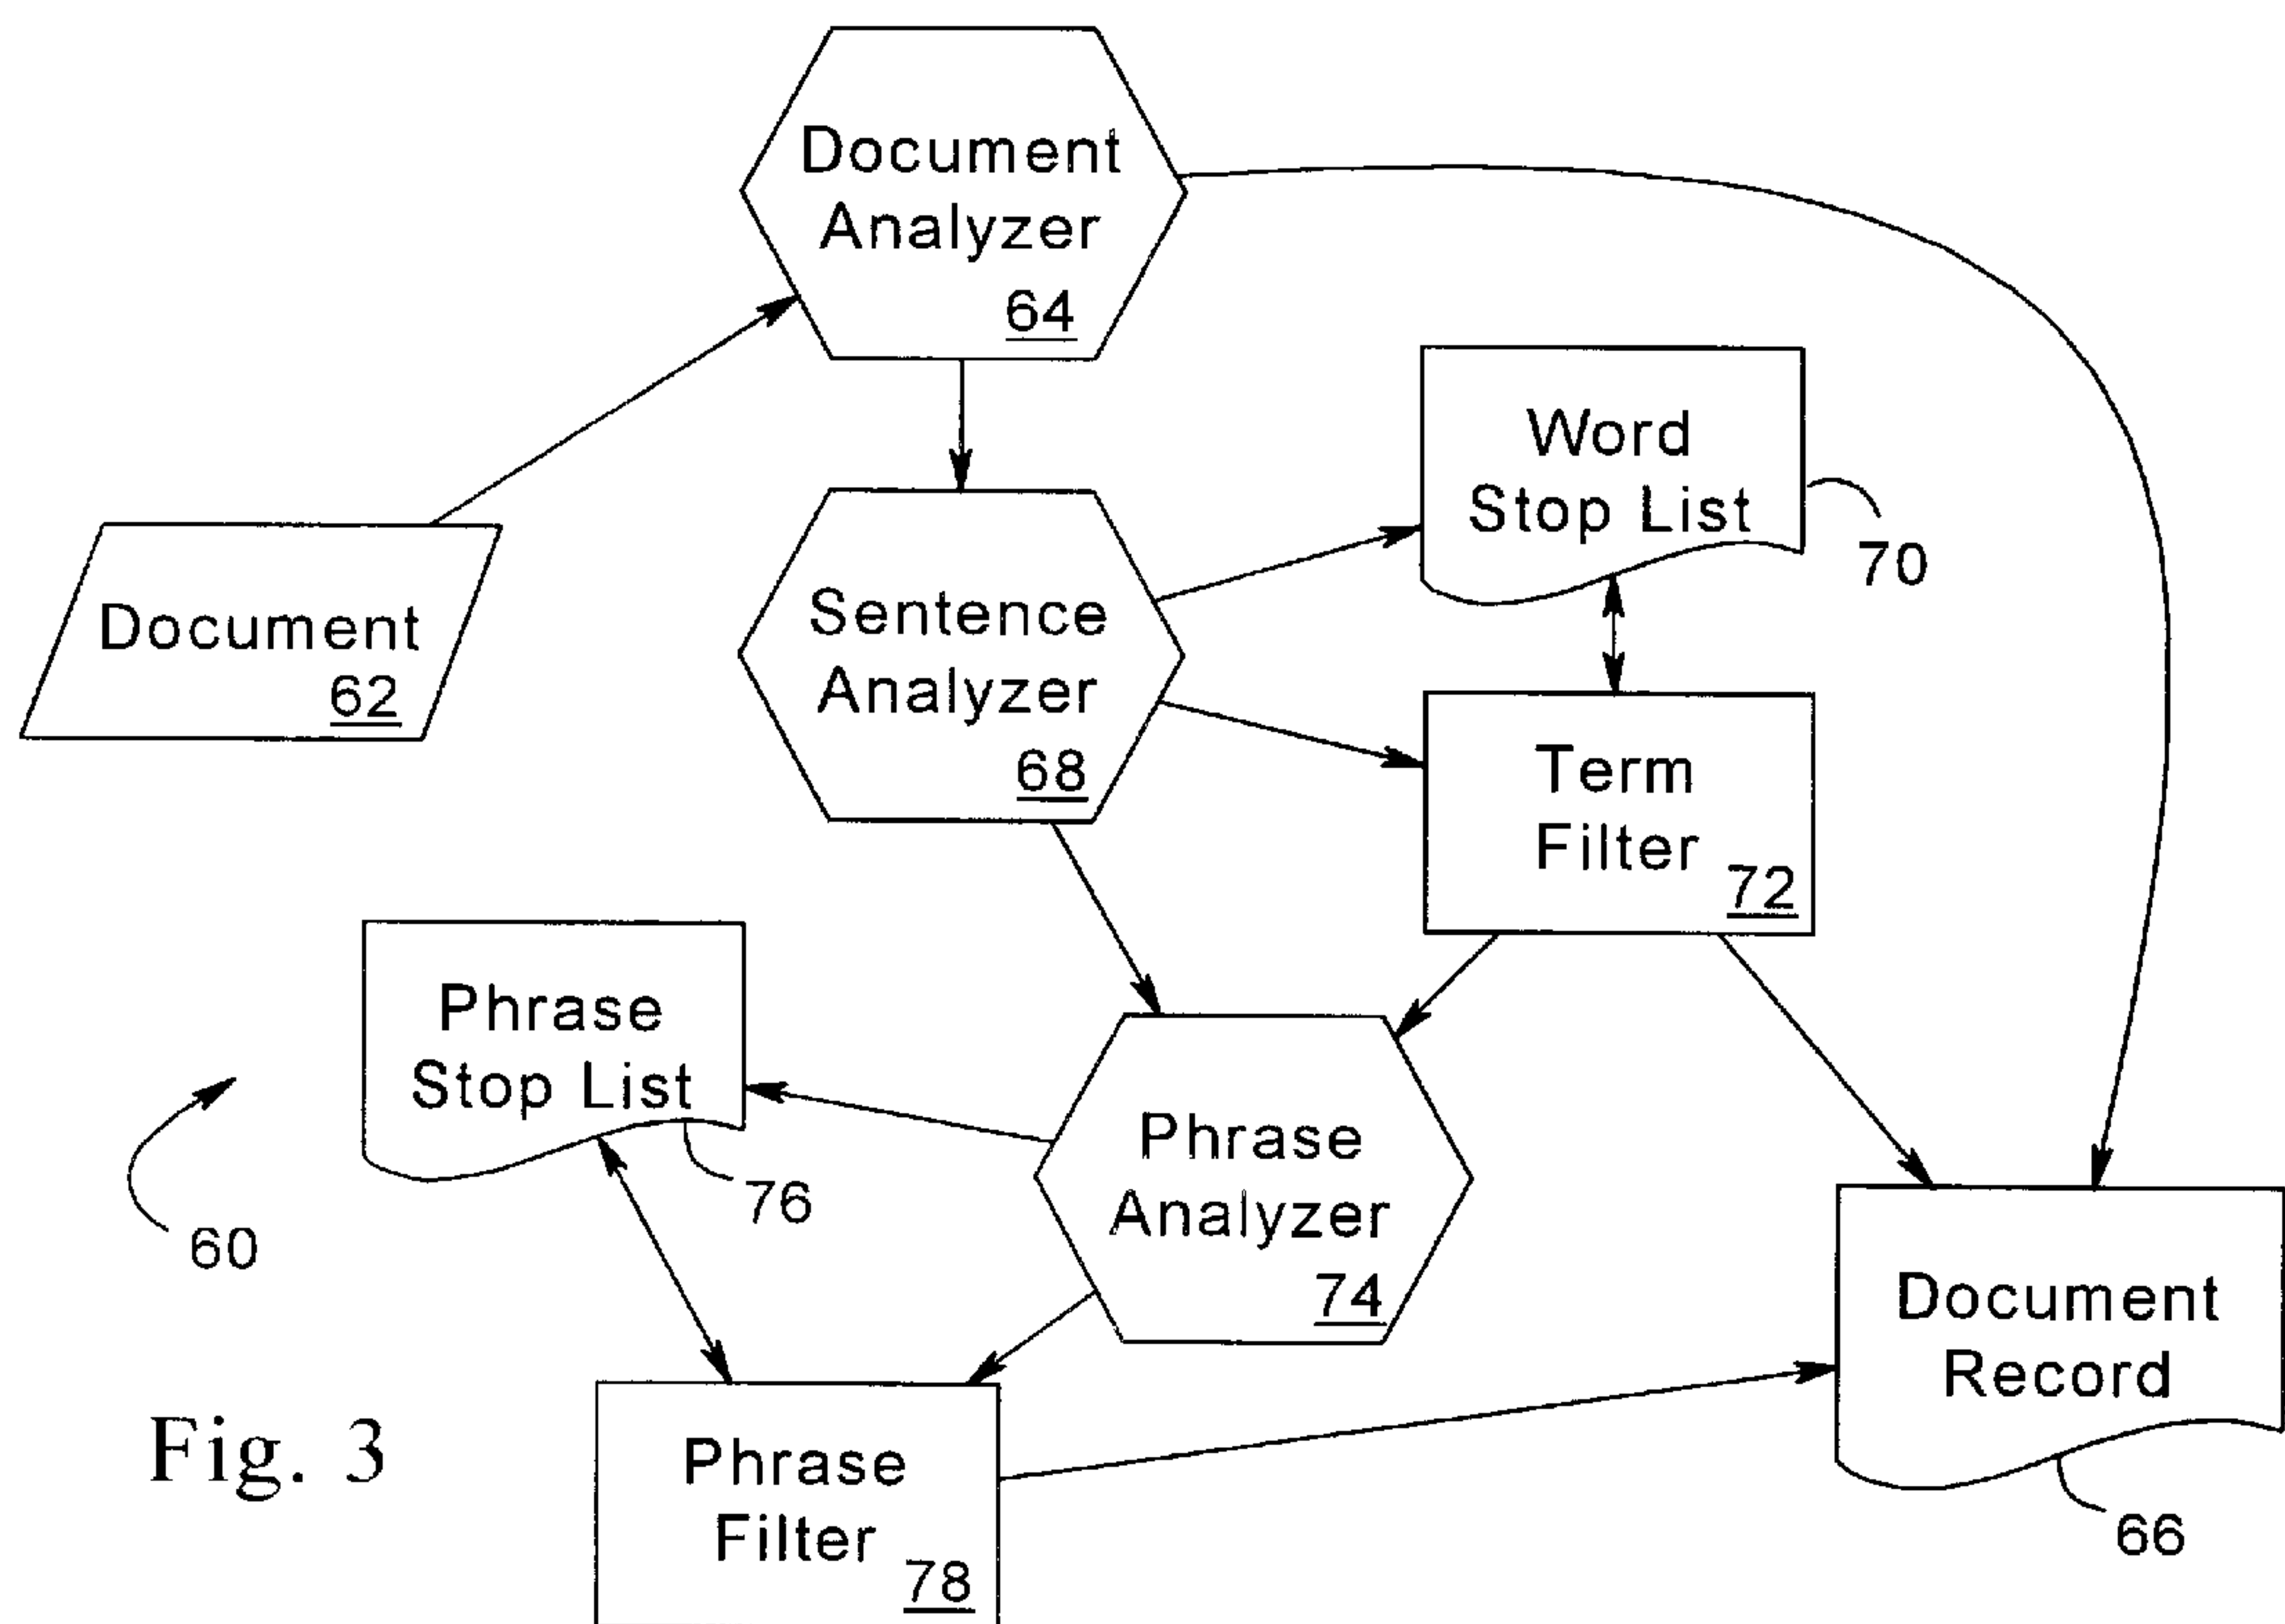 Document
Analyzer
64
Word
Stop List
70
Document
62
Sentence
Analyzer
68
Term
Filter
72
Phrase
Stop List
76
60
Phrase
Analyzer
74
Document
Record
66
Fig. 3
Phrase
Filter
78